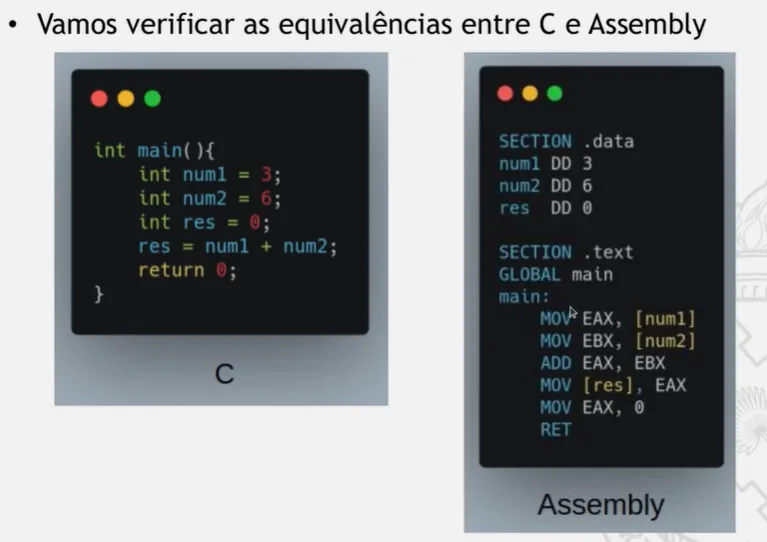 • Vamos verificar as equivalências entre C e Assembly
int main(){
    int num1 = 3;
    int num2 = 6;
    int res = 0;
    res = num1 + num2;
    return 0;
}
C
SECTION .data
num1 DD 3
num2 DD 6
res  DD 0
SECTION .text
GLOBAL main
main:
    MOV EAX, [num1]
    MOV EBX, [num2]
    ADD EAX, EBX
    MOV [res], EAX
    MOV EAX, 0
    RET
Assembly